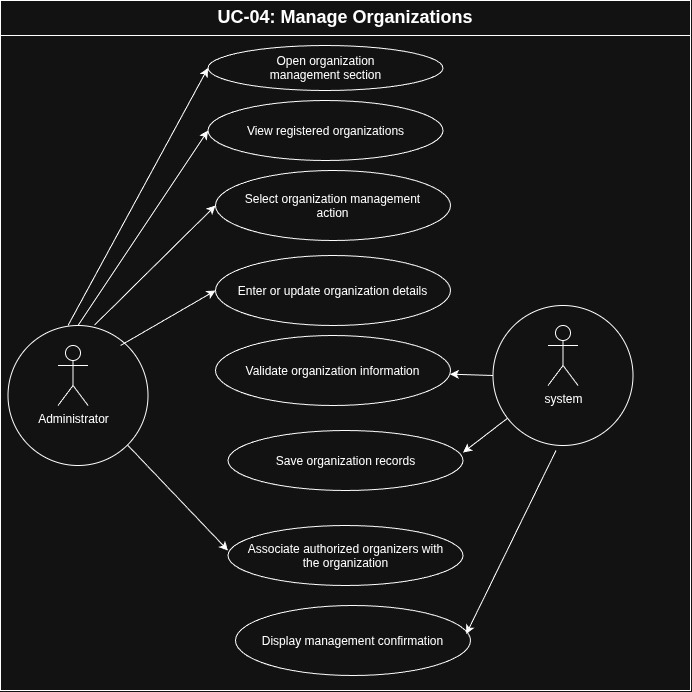 UC-04: Manage Organizations
Open organization
management section
View registered organizations
Select organization management
action
Enter or update organization details
Validate organization information
system
Administrator
Save organization records
Associate authorized organizers with
the organization
Display management confirmation